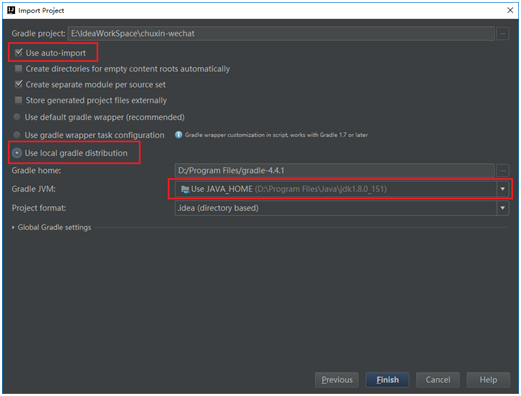 Import Project
Gradle project: E:\IdeaWorkSpace\chuxin-wechat
Use auto-import
Create directories for empty content roots automatically
Create separate module per source set
Store generated project files externally
Use default gradle wrapper (recommended)
Use gradle wrapper task configuration Gradle wrapper customization in script, works with Gradle 1.7 or later
Use local gradle distribution
Gradle home: D:/Program Files/gradle-4.4.1
Gradle JVM: Use JAVA_HOME (D:\Program Files\Java\jdk1.8.0_151)
Project format: .idea (directory based)
Global Gradle settings
Previous Finish Cancel Help